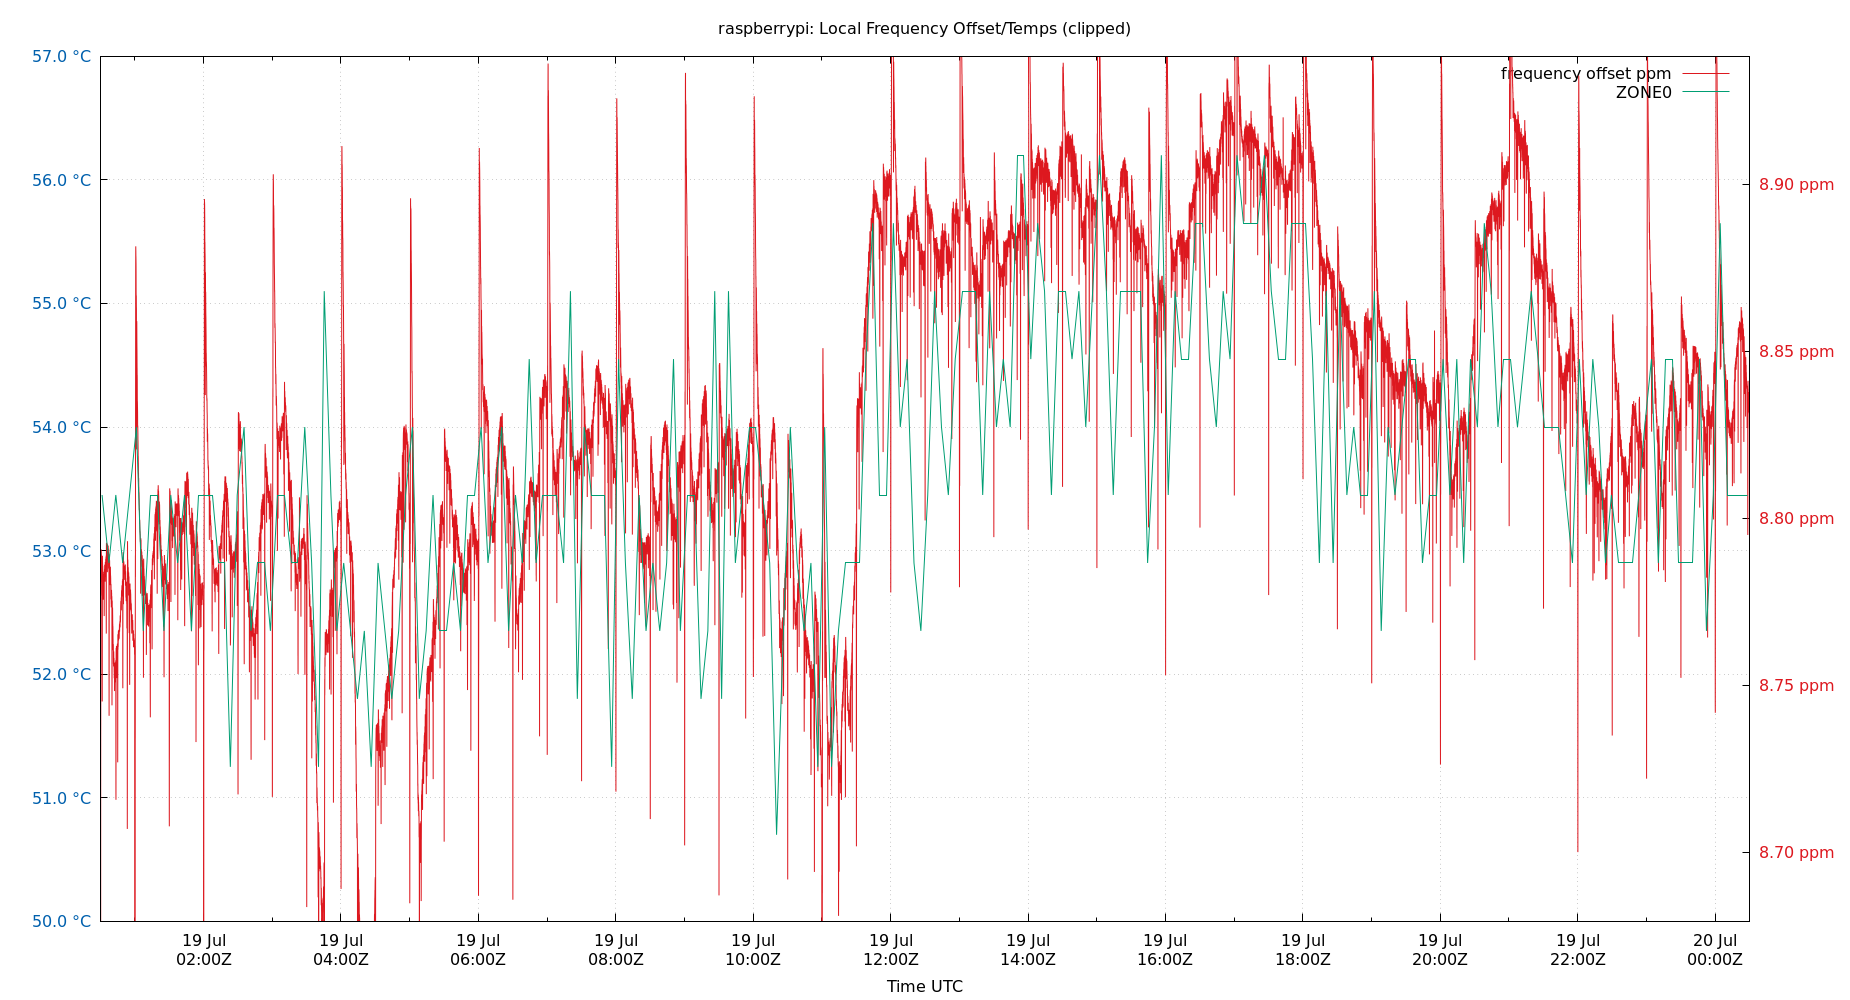 raspberrypi: Local Frequency Offset/Temps (clipped)
frequency offset ppm
ZONE0
57.0 °C
56.0 °C
55.0 °C
54.0 °C
53.0 °C
52.0 °C
51.0 °C
50.0 °C
8.90 ppm
8.85 ppm
8.80 ppm
8.75 ppm
8.70 ppm
19 Jul
02:00Z
19 Jul
04:00Z
19 Jul
06:00Z
19 Jul
08:00Z
19 Jul
10:00Z
19 Jul
12:00Z
19 Jul
14:00Z
19 Jul
16:00Z
19 Jul
18:00Z
19 Jul
20:00Z
19 Jul
22:00Z
20 Jul
00:00Z
Time UTC